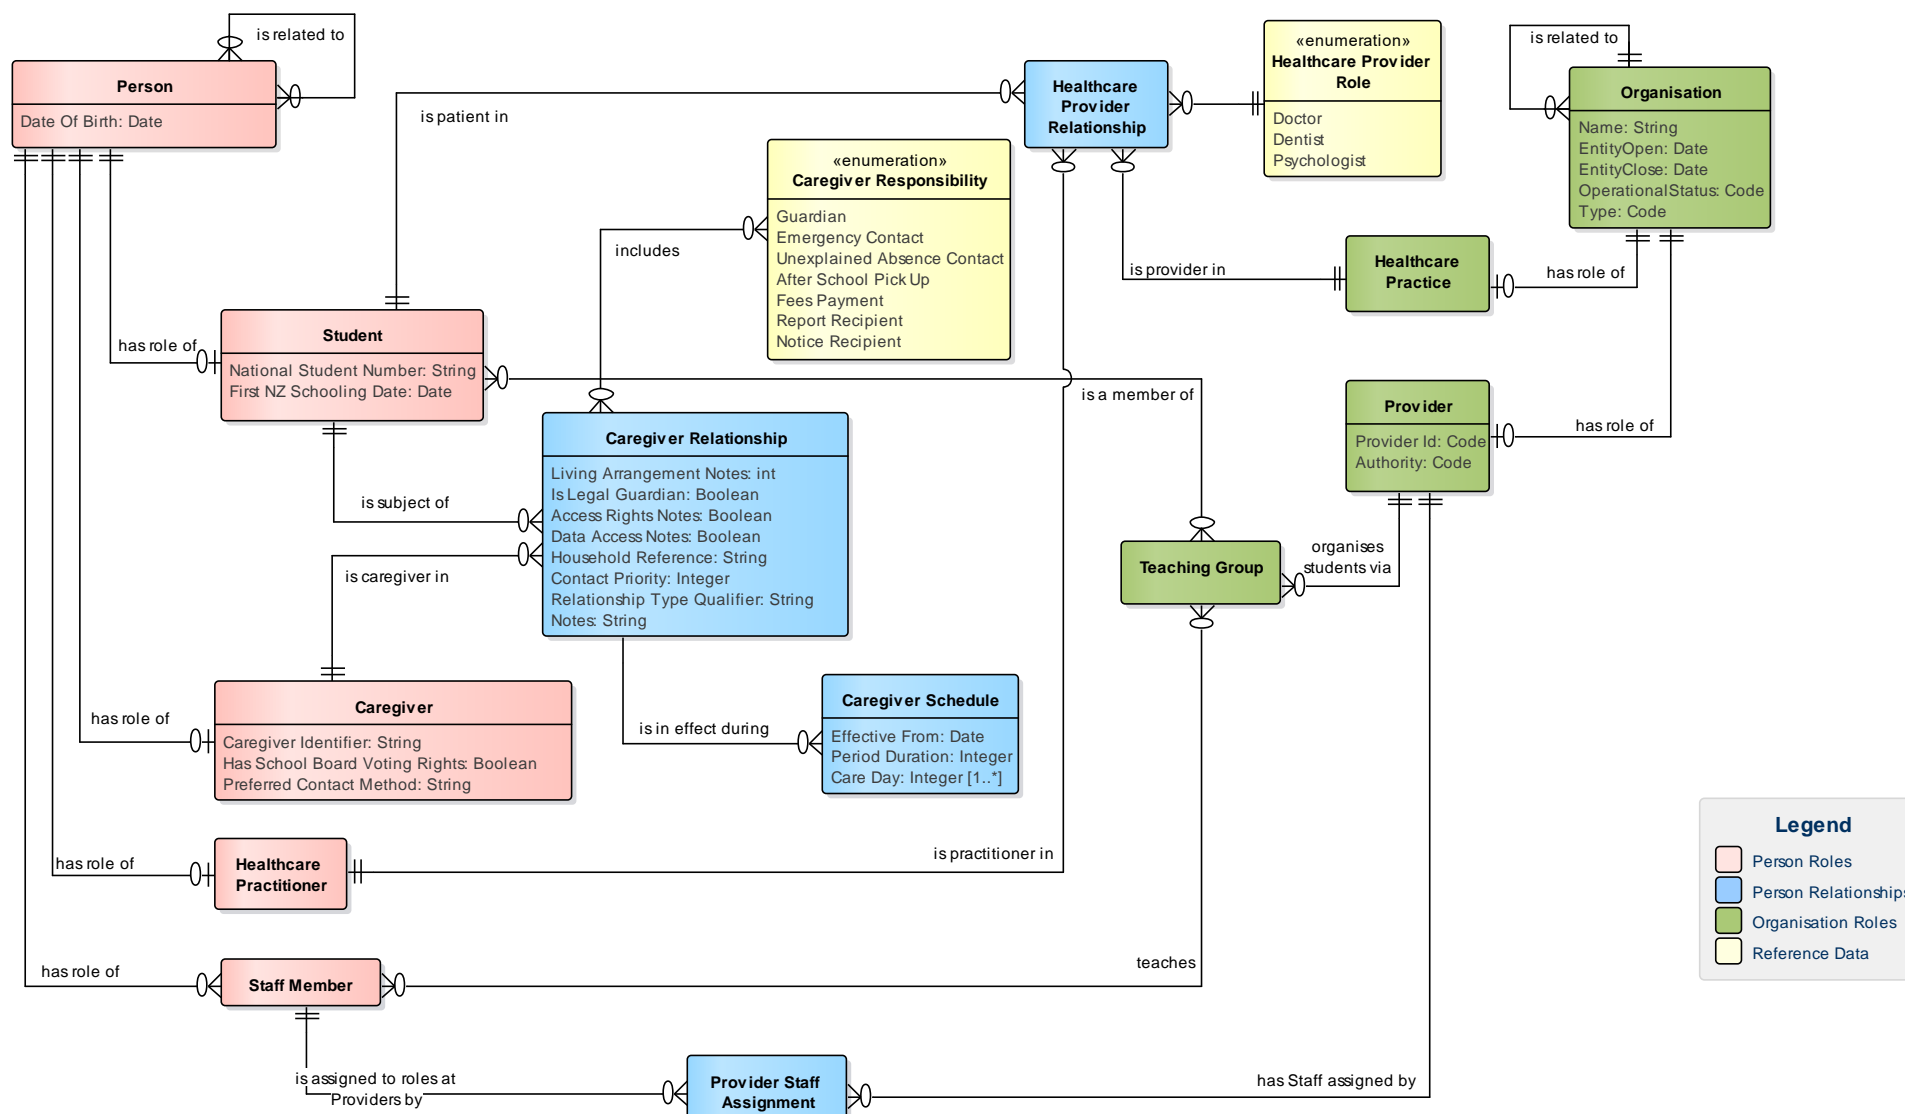 is related to
Person
Date Of Birth: Date
is patient in
Healthcare
Provider
Relationship
«enumeration»
Healthcare Provider
Role
Doctor
Dentist
Psychologist
is related to
Organisation
Name: String
EntityOpen: Date
EntityClose: Date
OperationalStatus: Code
Type: Code
«enumeration»
Caregiver Responsibility
Guardian
Emergency Contact
Unexplained Absence Contact
After School Pick Up
Fees Payment
Report Recipient
Notice Recipient
includes
is provider in
Healthcare
Practice
has role of
has role of
Student
National Student Number: String
First NZ Schooling Date: Date
is a member of
Provider
Provider Id: Code
Authority: Code
has role of
Caregiver Relationship
Living Arrangement Notes: int
Is Legal Guardian: Boolean
Access Rights Notes: Boolean
Data Access Notes: Boolean
Household Reference: String
Contact Priority: Integer
Relationship Type Qualifier: String
Notes: String
is subject of
is caregiver in
Teaching Group
organises
students via
has role of
Caregiver
Caregiver Identifier: String
Has School Board Voting Rights: Boolean
Preferred Contact Method: String
is in effect during
Caregiver Schedule
Effective From: Date
Period Duration: Integer
Care Day: Integer [1..*]
has role of
Healthcare
Practitioner
is practitioner in
Legend
Person Roles
Person Relationships
Organisation Roles
Reference Data
has role of
Staff Member
teaches
is assigned to roles at
Providers by
Provider Staff
Assignment
has Staff assigned by